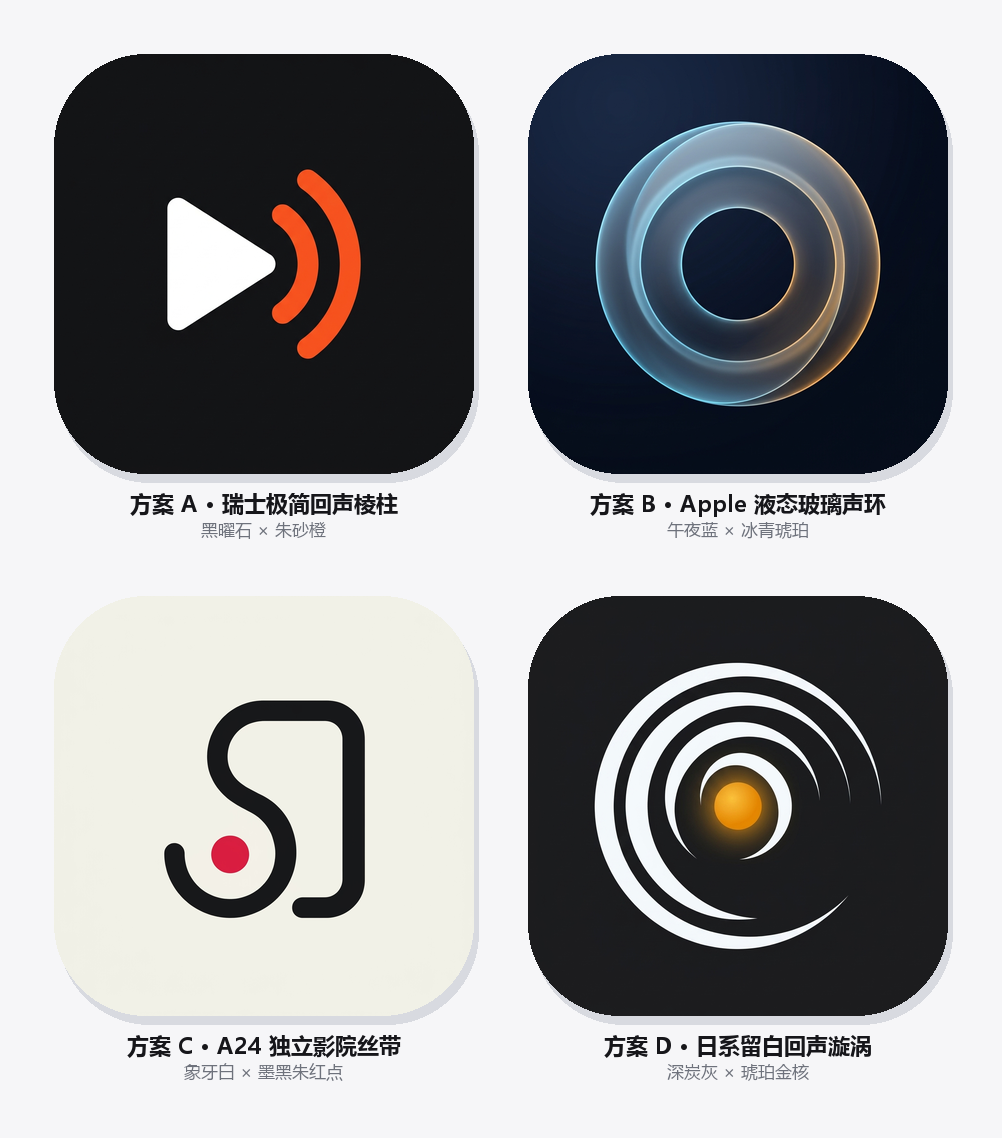 方案 A • 瑞士极简回声棱柱
黑曜石 × 朱砂橙
方案 B • Apple 液态玻璃声环
午夜蓝 × 冰青琥珀
方案 C • A24 独立影院丝带
象牙白 × 墨黑朱红点
方案 D • 日系留白回声漩涡
深炭灰 × 琥珀金核